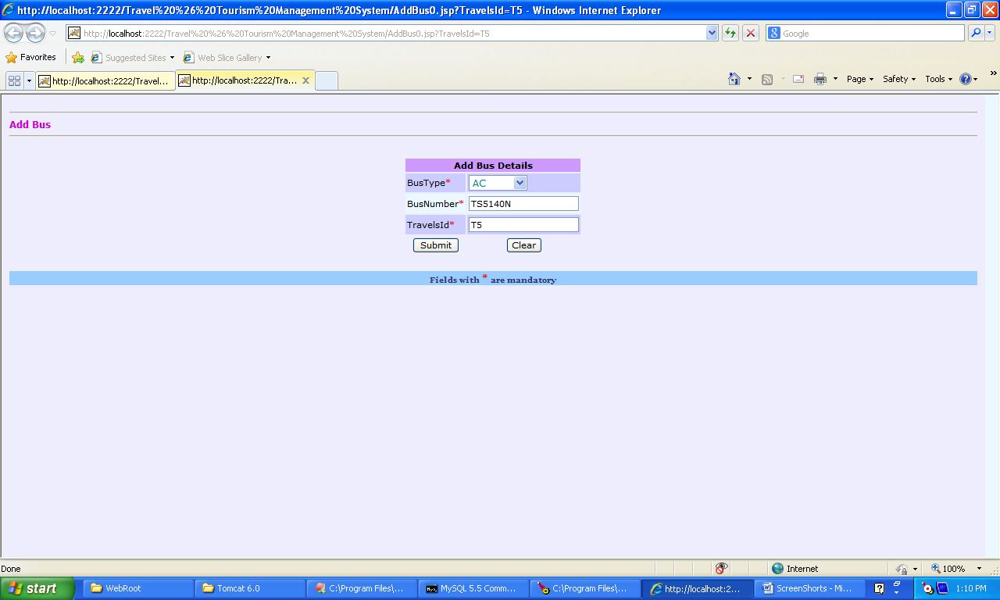 http://localhost:2222/Travel%20%26%20Tourism%20Management%20System/AddBus0.jsp?TravelsId=T5 - Windows Internet Explorer
http://localhost:2222/Travel%20%26%20Tourism%20Management%20System/AddBus0.jsp?TravelsId=T5
Google
Favorites
Suggested Sites
Web Slice Gallery
http://localhost:2222/Travel...
http://localhost:2222/Tra...
Page
Safety
Tools
Add Bus
Add Bus Details
BusType* AC
BusNumber* TS5140N
TravelsId* T5
Submit Clear
Fields with * are mandatory
Done
Internet
100%
start
WebRoot
Tomcat 6.0
C:\Program Files\...
MySQL 5.5 Comm...
C:\Program Files\...
http://localhost:2...
ScreenShorts - Mi...
1:10 PM